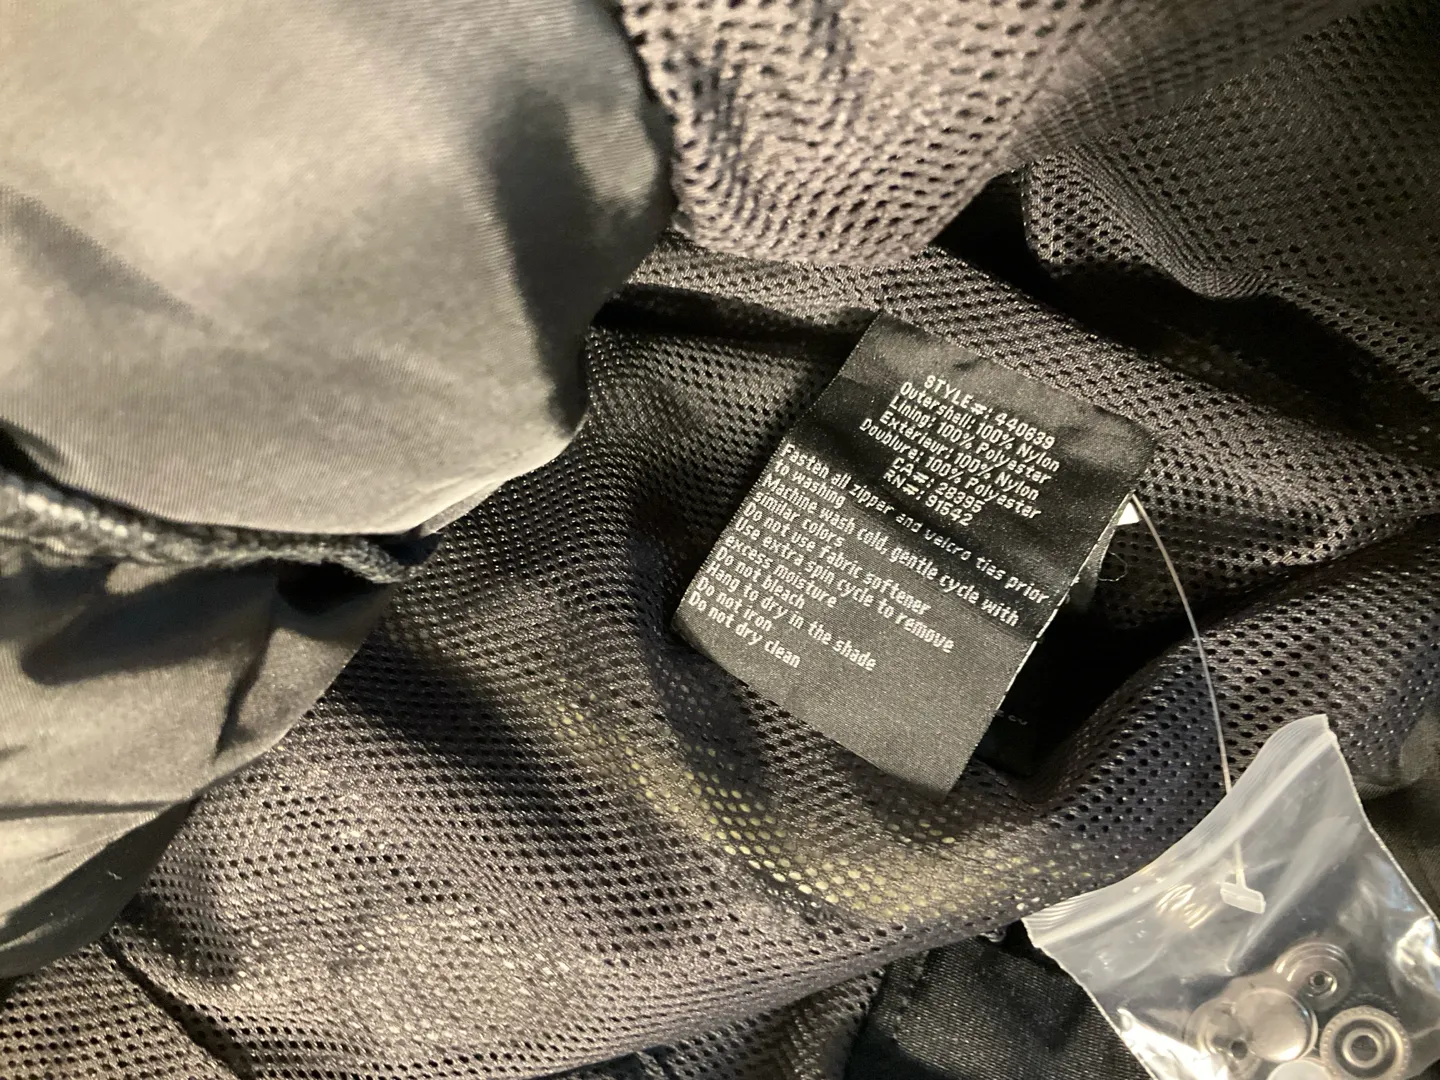 STYLE#: 440639
Outershell: 100% Nylon
Lining: 100% Polyester
Extérieur: 100% Nylon
Doublure: 100% Polyester
CA#: 28395
RN#: 91542
Fasten all zipper and velcro ties prior
to washing
Machine wash cold, gentle cycle with
similar colors
Do not use fabric softener
Use extra spin cycle to remove
excess moisture
Do not bleach
Hang to dry in the shade
Do not iron
Do not dry clean